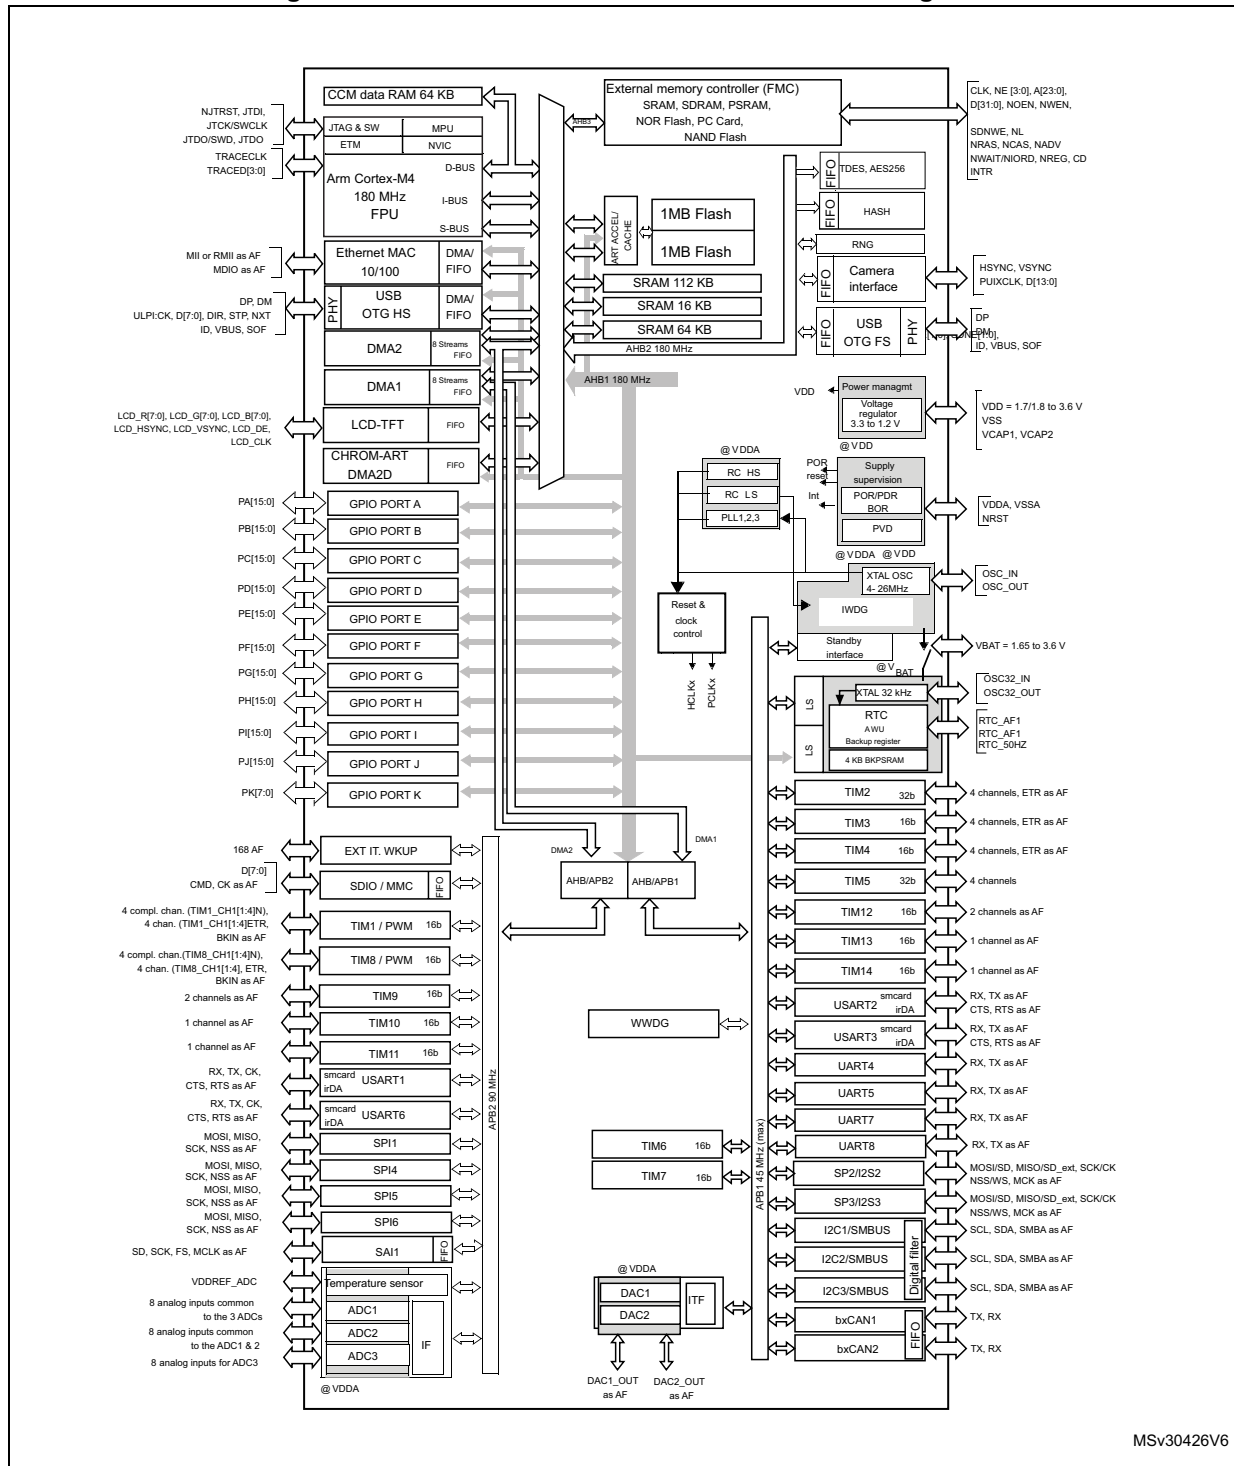 CCM data RAM 64 KB
External memory controller (FMC)
SRAM, SDRAM, PSRAM,
NOR Flash, PC Card,
NAND Flash
AHB3
CLK, NE [3:0], A[23:0],
D[31:0], NOEN, NWEN,
SDNWE, NL
NRAS, NCAS, NADV
NWAIT/NIORD, NREG, CD
INTR
NJTRST, JTDI,
JTCK/SWCLK
JTDO/SWD, JTDO
TRACECLK
TRACED[3:0]
JTAG & SW
MPU
ETM
NVIC
D-BUS
Arm Cortex-M4
180 MHz
FPU
I-BUS
S-BUS
ART ACCEL/
CACHE
1MB Flash
1MB Flash
FIFO
TDES, AES256
FIFO
HASH
RNG
MII or RMII as AF
MDIO as AF
Ethernet MAC
10/100
DMA/
FIFO
SRAM 112 KB
SRAM 16 KB
SRAM 64 KB
FIFO
Camera
interface
HSYNC, VSYNC
PUIXCLK, D[13:0]
DP, DM
ULPI:CK, D[7:0], DIR, STP, NXT
ID, VBUS, SOF
PHY
USB
OTG HS
DMA/
FIFO
FIFO
USB
OTG FS
PHY
DP
DM
ID, VBUS, SOF
AHB2 180 MHz
DMA2
8 Streams
FIFO
DMA1
8 Streams
FIFO
AHB1 180 MHz
LCD_R[7:0], LCD_G[7:0], LCD_B[7:0],
LCD_HSYNC, LCD_VSYNC, LCD_DE,
LCD_CLK
LCD-TFT
FIFO
CHROM-ART
DMA2D
FIFO
VDD
Power managmt
Voltage
regulator
3.3 to 1.2 V
@VDD
VDD = 1.7/1.8 to 3.6 V
VSS
VCAP1, VCAP2
@VDDA
RC HS
RC LS
PLL1,2,3
POR
reset
Int
Supply
supervision
POR/PDR
BOR
PVD
VDDA, VSSA
NRST
@VDDA @VDD
XTAL OSC
4- 26MHz
OSC_IN
OSC_OUT
IWDG
Reset &
clock
control
HCLKx
PCLKx
Standby
interface
@VBAT
VBAT = 1.65 to 3.6 V
LS
LS
XTAL 32 kHz
RTC
AWU
Backup register
4 KB BKPSRAM
OSC32_IN
OSC32_OUT
RTC_AF1
RTC_AF1
RTC_50HZ
PA[15:0]
GPIO PORT A
PB[15:0]
GPIO PORT B
PC[15:0]
GPIO PORT C
PD[15:0]
GPIO PORT D
PE[15:0]
GPIO PORT E
PF[15:0]
GPIO PORT F
PG[15:0]
GPIO PORT G
PH[15:0]
GPIO PORT H
PI[15:0]
GPIO PORT I
PJ[15:0]
GPIO PORT J
PK[7:0]
GPIO PORT K
DMA2
DMA1
AHB/APB2
AHB/APB1
168 AF
EXT IT. WKUP
D[7:0]
CMD, CK as AF
SDIO / MMC
FIFO
4 compl. chan. (TIM1_CH1[1:4]N),
4 chan. (TIM1_CH1[1:4]ETR,
BKIN as AF
TIM1 / PWM 16b
4 compl. chan.(TIM8_CH1[1:4]N),
4 chan. (TIM8_CH1[1:4], ETR,
BKIN as AF
TIM8 / PWM 16b
2 channels as AF
TIM9 16b
1 channel as AF
TIM10 16b
1 channel as AF
TIM11 16b
RX, TX, CK,
CTS, RTS as AF
smcard
irDA
USART1
RX, TX, CK,
CTS, RTS as AF
smcard
irDA
USART6
MOSI, MISO,
SCK, NSS as AF
SPI1
MOSI, MISO,
SCK, NSS as AF
SPI4
MOSI, MISO,
SCK, NSS as AF
SPI5
MOSI, MISO,
SCK, NSS as AF
SPI6
SD, SCK, FS, MCLK as AF
SAI1
FIFO
VDDREF_ADC
Temperature sensor
8 analog inputs common
to the 3 ADCs
ADC1
8 analog inputs common
to the ADC1 & 2
ADC2
8 analog inputs for ADC3
ADC3
IF
@VDDA
APB2 90 MHz
WWDG
TIM6 16b
TIM7 16b
@VDDA
DAC1
DAC2
ITF
DAC1_OUT
as AF
DAC2_OUT
as AF
APB1 45 MHz (max)
TIM2 32b
4 channels, ETR as AF
TIM3 16b
4 channels, ETR as AF
TIM4 16b
4 channels, ETR as AF
TIM5 32b
4 channels
TIM12 16b
2 channels as AF
TIM13 16b
1 channel as AF
TIM14 16b
1 channel as AF
USART2
smcard
irDA
RX, TX as AF
CTS, RTS as AF
USART3
smcard
irDA
RX, TX as AF
CTS, RTS as AF
UART4
RX, TX as AF
UART5
RX, TX as AF
UART7
RX, TX as AF
UART8
RX, TX as AF
SP2/I2S2
MOSI/SD, MISO/SD_ext, SCK/CK
NSS/WS, MCK as AF
SP3/I2S3
MOSI/SD, MISO/SD_ext, SCK/CK
NSS/WS, MCK as AF
I2C1/SMBUS
SCL, SDA, SMBA as AF
I2C2/SMBUS
SCL, SDA, SMBA as AF
I2C3/SMBUS
SCL, SDA, SMBA as AF
Digital filter
bxCAN1
TX, RX
bxCAN2
TX, RX
FIFO
MSv30426V6